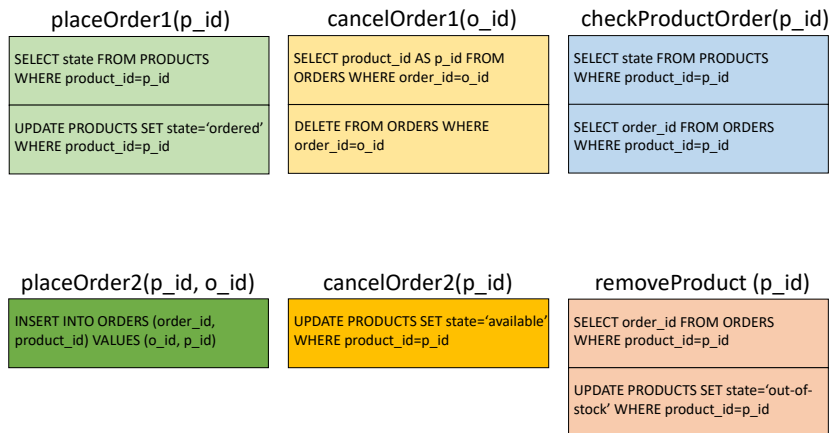 placeOrder1(p_id)
SELECT state FROM PRODUCTS
WHERE product_id=p_id
UPDATE PRODUCTS SET state=‘ordered’
WHERE product_id=p_id
cancelOrder1(o_id)
SELECT product_id AS p_id FROM
ORDERS WHERE order_id=o_id
DELETE FROM ORDERS WHERE
order_id=o_id
checkProductOrder(p_id)
SELECT state FROM PRODUCTS
WHERE product_id=p_id
SELECT order_id FROM ORDERS
WHERE product_id=p_id
placeOrder2(p_id, o_id)
INSERT INTO ORDERS (order_id,
product_id) VALUES (o_id, p_id)
cancelOrder2(p_id)
UPDATE PRODUCTS SET state=‘available’
WHERE product_id=p_id
removeProduct (p_id)
SELECT order_id FROM ORDERS
WHERE product_id=p_id
UPDATE PRODUCTS SET state=‘out-of-
stock’ WHERE product_id=p_id